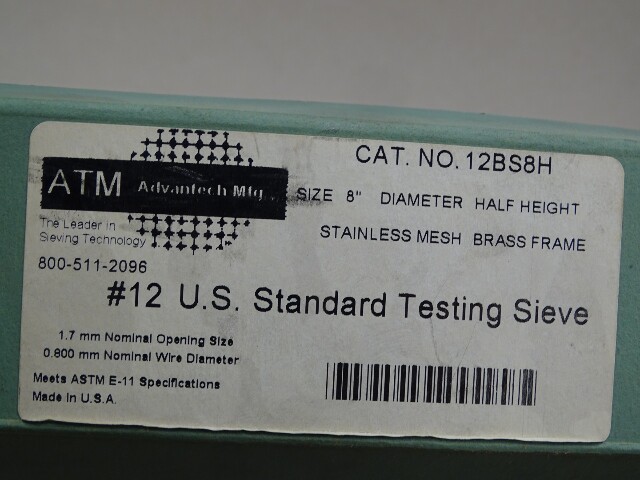 ATM Advantech Mfg.
The Leader in
Sieving Technology
800-511-2096
CAT. NO. 12BS8H
SIZE 8" DIAMETER HALF HEIGHT
STAINLESS MESH BRASS FRAME
#12 U.S. Standard Testing Sieve
1.7 mm Nominal Opening Size
0.800 mm Nominal Wire Diameter
Meets ASTM E-11 Specifications
Made in U.S.A.